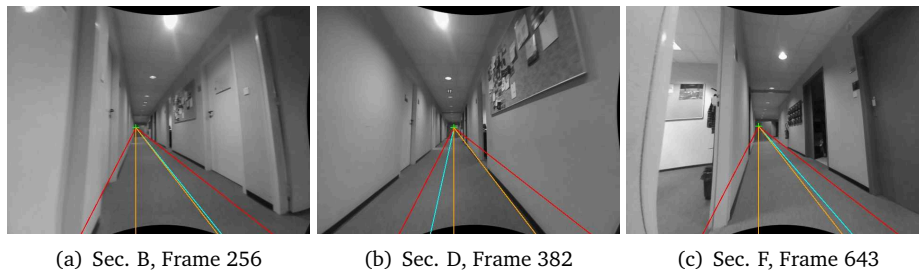 (a) Sec. B, Frame 256
(b) Sec. D, Frame 382
(c) Sec. F, Frame 643